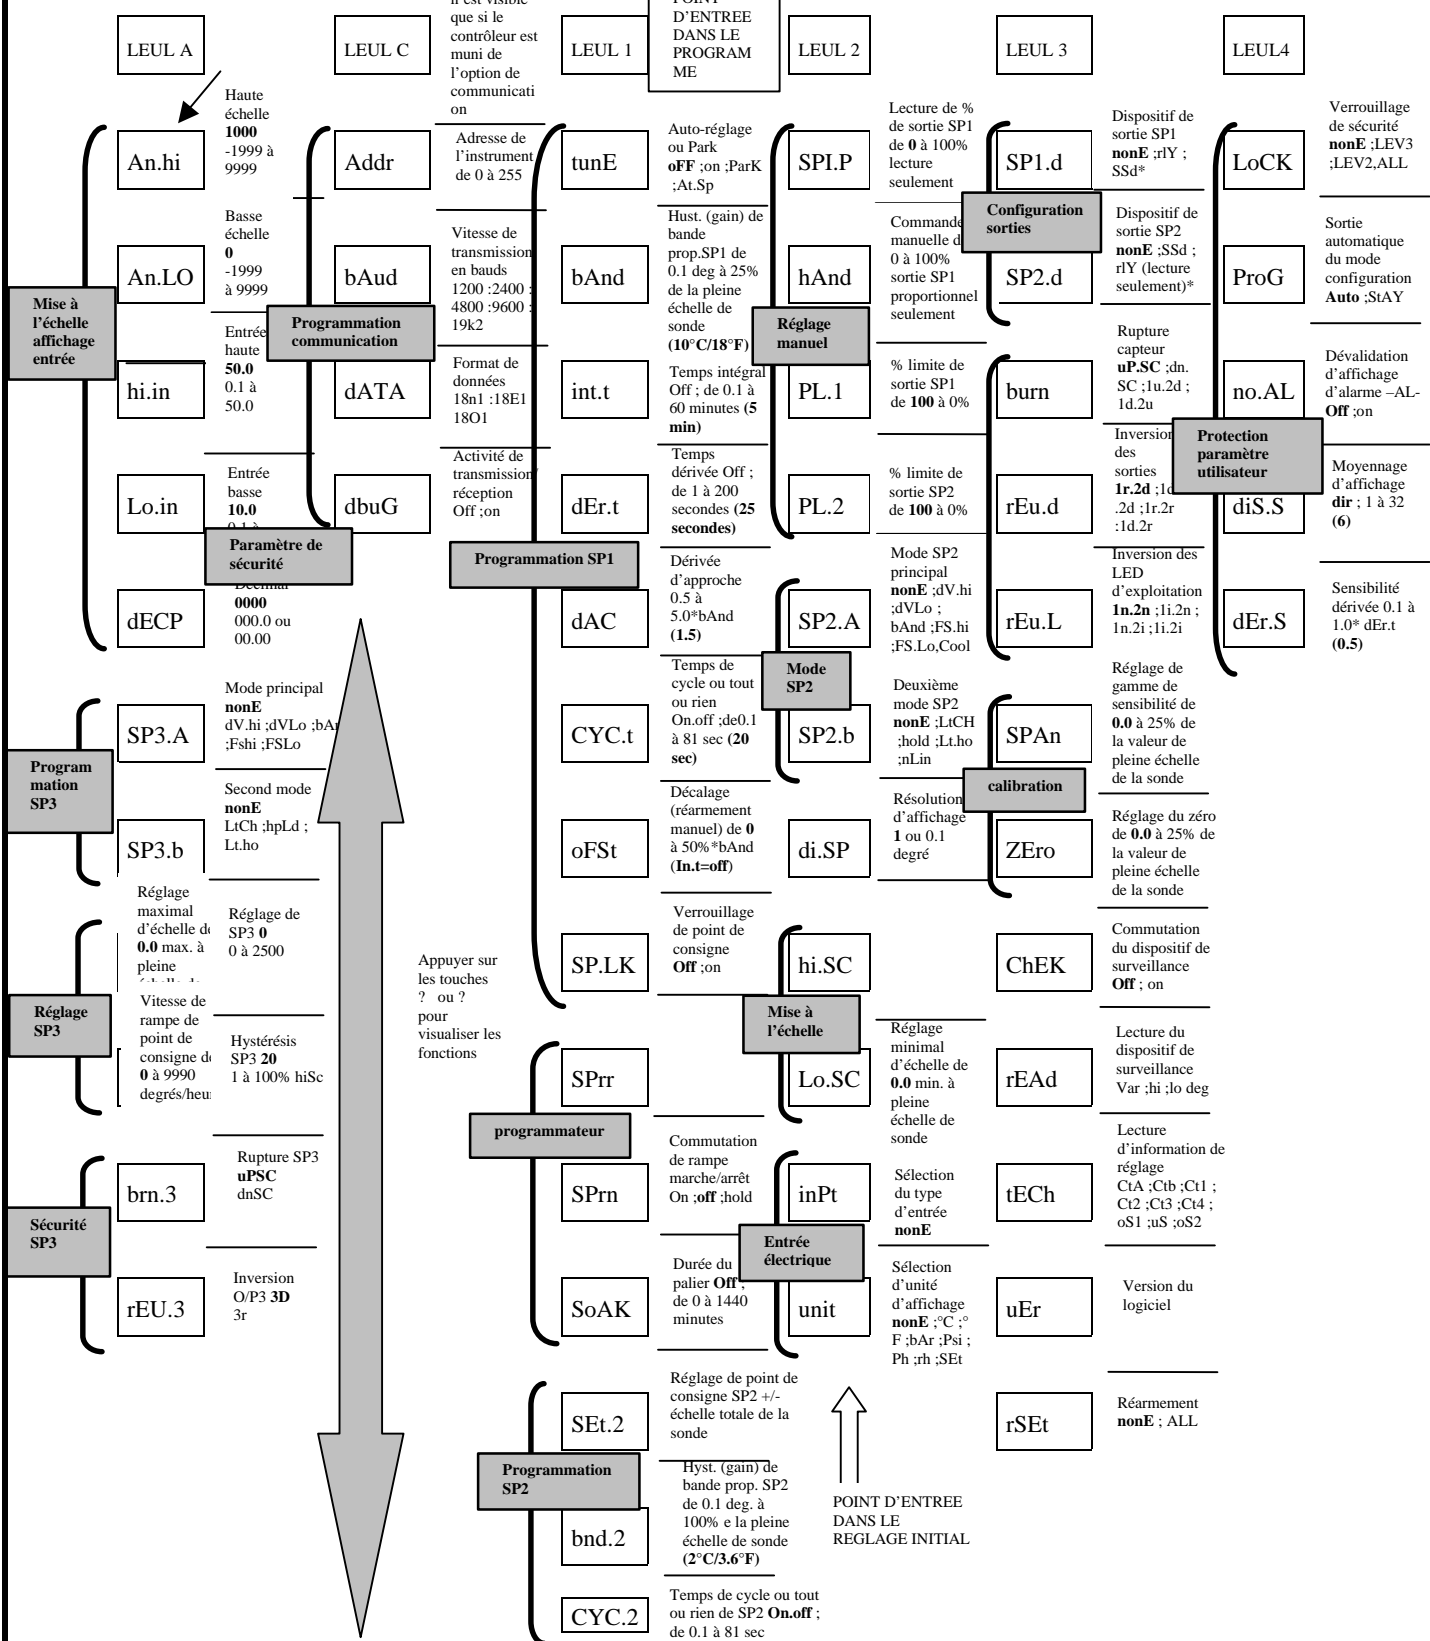 LEUL A
Haute
échelle
1000
-1999 à
9999
An.hi
Basse
échelle
0
-1999
à 9999
An.LO
Mise à
l’échelle
affichage
entrée
Entrée
haute
50.0
0.1 à
50.0
hi.in
Entrée
basse
10.0
Lo.in
Paramètre de
sécurité
0000
000.0 ou
00.00
dECP
Mode principal
nonE
dV.hi ;dVLo ;bAn
;Fshi ;FSLo
SP3.A
Program
mation
SP3
Second mode
nonE
LtCh ;hpLd ;
Lt.ho
SP3.b
Réglage
maximal
d’échelle de
0.0 max. à
pleine
Réglage de
SP3 0
0 à 2500
Réglage
SP3
Vitesse de
rampe de
point de
consigne de
0 à 9990
degrés/heur
Hystérésis
SP3 20
1 à 100% hiSc
Rupture SP3
uPSC
dnSC
brn.3
Sécurité
SP3
Inversion
O/P3 3D
3r
rEU.3
LEUL C
que si le
contrôleur est
muni de
l’option de
communicati
on
Adresse de
l’instrument
de 0 à 255
Addr
Vitesse de
transmission
en bauds
1200 :2400 :
4800 :9600 :
19k2
bAud
Programmation
communication
Format de
données
18n1 :18E1
18O1
dATA
Activité de
transmission/
réception
Off ;on
dbuG
Appuyer sur
les touches
? ou ?
pour
visualiser les
fonctions
LEUL 1
POINT
D’ENTREE
DANS LE
PROGRAM
ME
Auto-réglage
ou Park
oFF ;on ;ParK
;At.Sp
tunE
Hust. (gain) de
bande
prop.SP1 de
0.1 deg à 25%
de la pleine
échelle de
sonde
(10°C/18°F)
bAnd
Temps intégral
Off ; de 0.1 à
60 minutes (5
min)
int.t
Temps
dérivée Off ;
de 1 à 200
secondes (25
secondes)
dEr.t
Programmation SP1
Dérivée
d’approche
0.5 à
5.0*bAnd
(1.5)
dAC
Temps de
cycle ou tout
ou rien
On.off ;de0.1
à 81 sec (20
sec)
CYC.t
Décalage
(réarmement
manuel) de 0
à 50%*bAnd
(In.t=off)
oFSt
Verrouillage
de point de
consigne
Off ;on
SP.LK
SPrr
programmateur
Commutation
de rampe
marche/arrêt
On ;off ;hold
SPrn
Durée du
palier Off ;
de 0 à 1440
minutes
SoAK
Réglage de point de
consigne SP2 +/-
échelle totale de la
sonde
SEt.2
Programmation
SP2
Hyst. (gain) de
bande prop. SP2
de 0.1 deg. à
100% e la pleine
échelle de sonde
(2°C/3.6°F)
bnd.2
Temps de cycle ou tout
ou rien de SP2 On.off ;
de 0.1 à 81 sec
CYC.2
LEUL 2
Lecture de %
de sortie SP1
de 0 à 100%
lecture
seulement
SPI.P
Commande
manuelle d
0 à 100%
sortie SP1
proportionnel
seulement
hAnd
Réglage
manuel
% limite de
sortie SP1
de 100 à 0%
PL.1
% limite de
sortie SP2
de 100 à 0%
PL.2
Mode SP2
principal
nonE ;dV.hi
;dVLo ;
bAnd ;FS.hi
;FS.Lo,Cool
SP2.A
Mode
SP2
Deuxième
mode SP2
nonE ;LtCH
;hold ;Lt.ho
;nLin
SP2.b
Résolution
d’affichage
1 ou 0.1
degré
di.SP
hi.SC
Mise à
l’échelle
Réglage
minimal
d’échelle de
0.0 min. à
pleine
échelle de
sonde
Lo.SC
Sélection
du type
d’entrée
nonE
inPt
Entrée
électrique
Sélection
d’unité
d’affichage
nonE ;°C ;°
F ;bAr ;Psi ;
Ph ;rh ;SEt
unit
POINT D’ENTREE
DANS LE
REGLAGE INITIAL
LEUL 3
Dispositif de
sortie SP1
nonE ;rlY ;
SSd*
SP1.d
Configuration
sorties
Dispositif de
sortie SP2
nonE ;SSd ;
rlY (lecture
seulement)*
SP2.d
Rupture
capteur
uP.SC ;dn.
SC ;1u.2d ;
1d.2u
burn
Inversion
des
sorties
1r.2d ;1d
.2d ;1r.2r
:1d.2r
rEu.d
Inversion des
LED
d’exploitation
1n.2n ;1i.2n ;
1n.2i ;1i.2i
rEu.L
Réglage de
gamme de
sensibilité de
0.0 à 25% de
la valeur de
pleine échelle
de la sonde
SPAn
calibration
Réglage du zéro
de 0.0 à 25% de
la valeur de
pleine échelle
de la sonde
ZEro
Commutation
du dispositif de
surveillance
Off ; on
ChEK
Lecture du
dispositif de
surveillance
Var ;hi ;lo deg
rEAd
Lecture
d’information de
réglage
CtA ;Ctb ;Ct1 ;
Ct2 ;Ct3 ;Ct4 ;
oS1 ;uS ;oS2
tECh
Version du
logiciel
uEr
Réarmement
nonE ; ALL
rSEt
LEUL4
Verrouillage
de sécurité
nonE ;LEV3
;LEV2,ALL
LoCK
Sortie
automatique
du mode
configuration
Auto ;StAY
ProG
Dévalidation
d’affichage
d’alarme –AL-
Off ;on
no.AL
Protection
paramètre
utilisateur
Moyennage
d’affichage
dir ; 1 à 32
(6)
diS.S
Sensibilité
dérivée 0.1 à
1.0* dEr.t
(0.5)
dEr.S